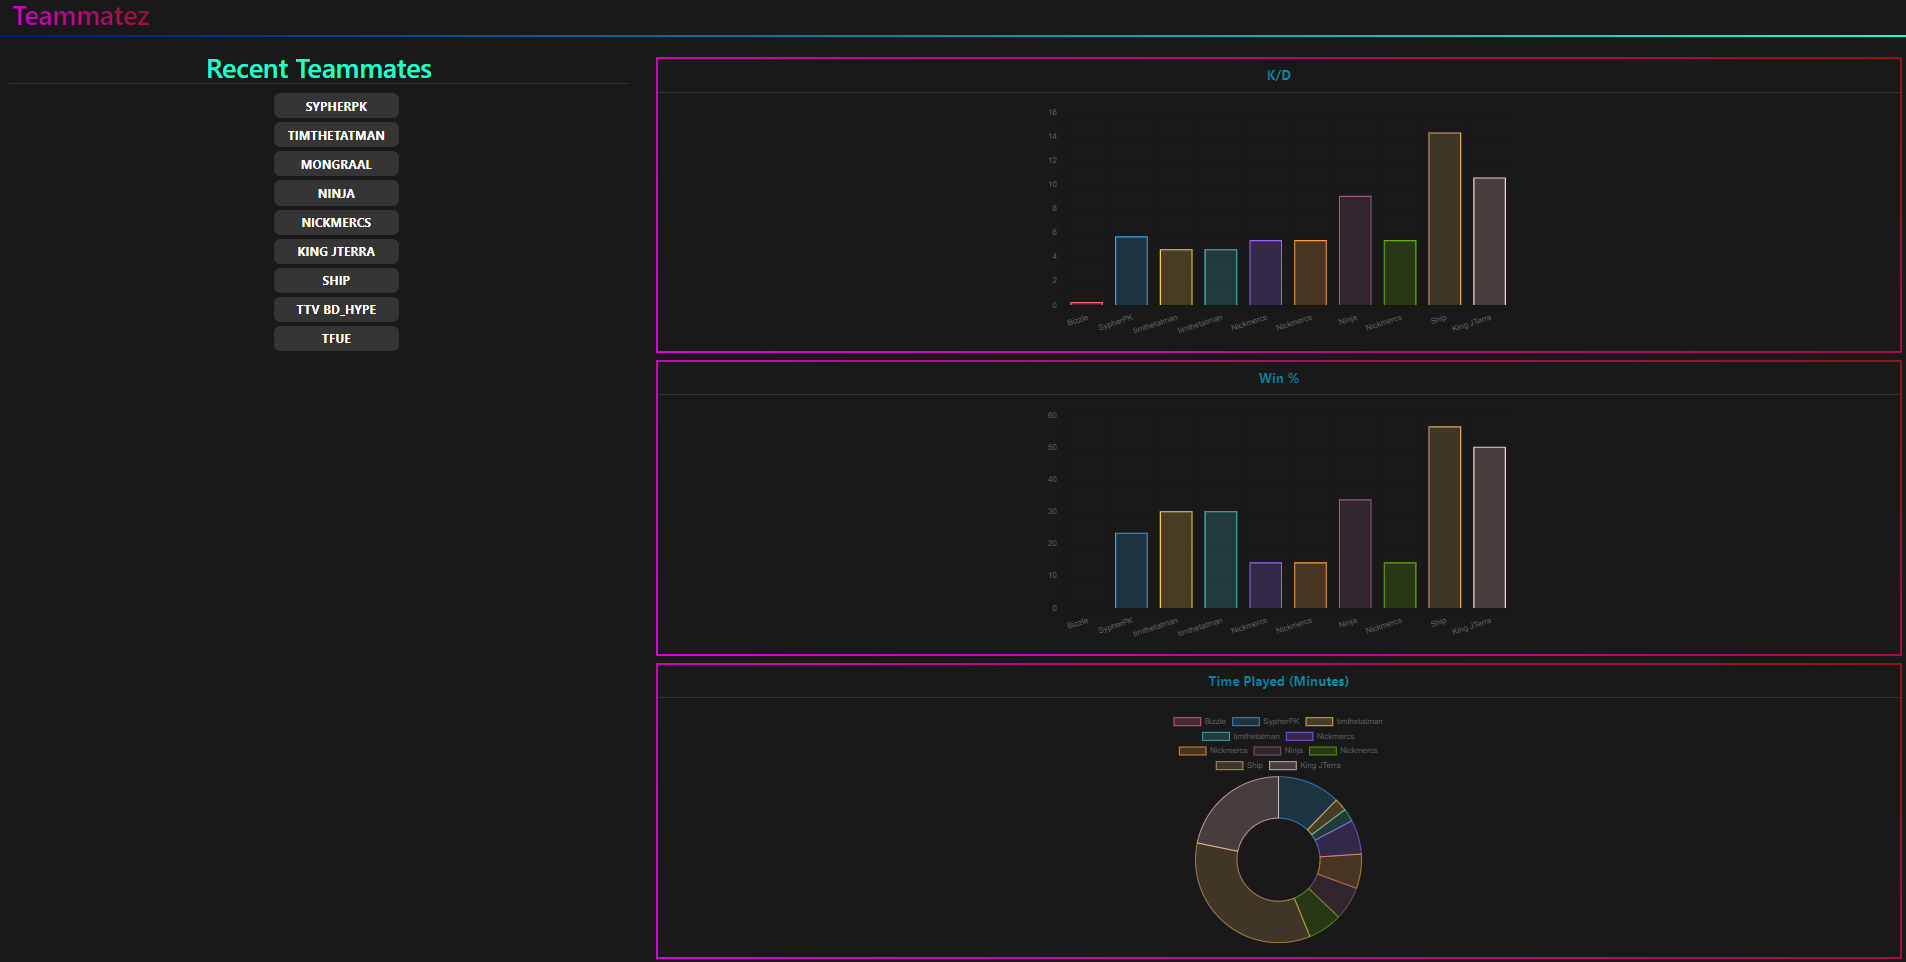 Teammatez
Recent Teammates
SYPHERPK
TIMTHETATMAN
MONGRAAL
NINJA
NICKMERCS
KING JTERRA
SHIP
TTV BD_HYPE
TFUE
K/D
16
14
12
10
8
6
4
2
0
Bizzle SypherPK timthetatman timthetatman Nickmercs Nickmercs Ninja Nickmercs Ship King JTerra
Win %
60
50
40
30
20
10
0
Bizzle SypherPK timthetatman timthetatman Nickmercs Nickmercs Ninja Nickmercs Ship King JTerra
Time Played (Minutes)
Bizzle SypherPK timthetatman
timthetatman Nickmercs
Nickmercs Ninja Nickmercs
Ship King JTerra